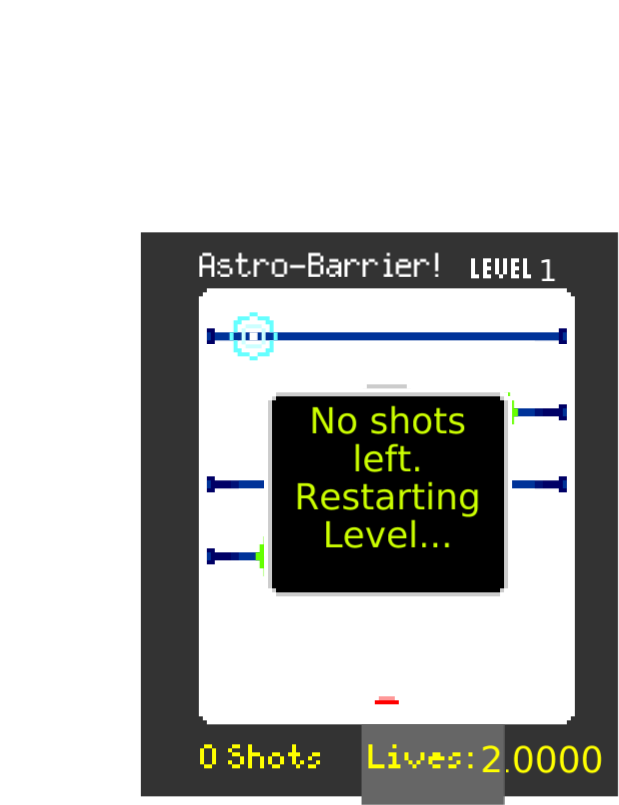 Astro-Barrier! LEVEL 1
No shots
left.
Restarting
Level...
0 Shots Lives: 2.0000